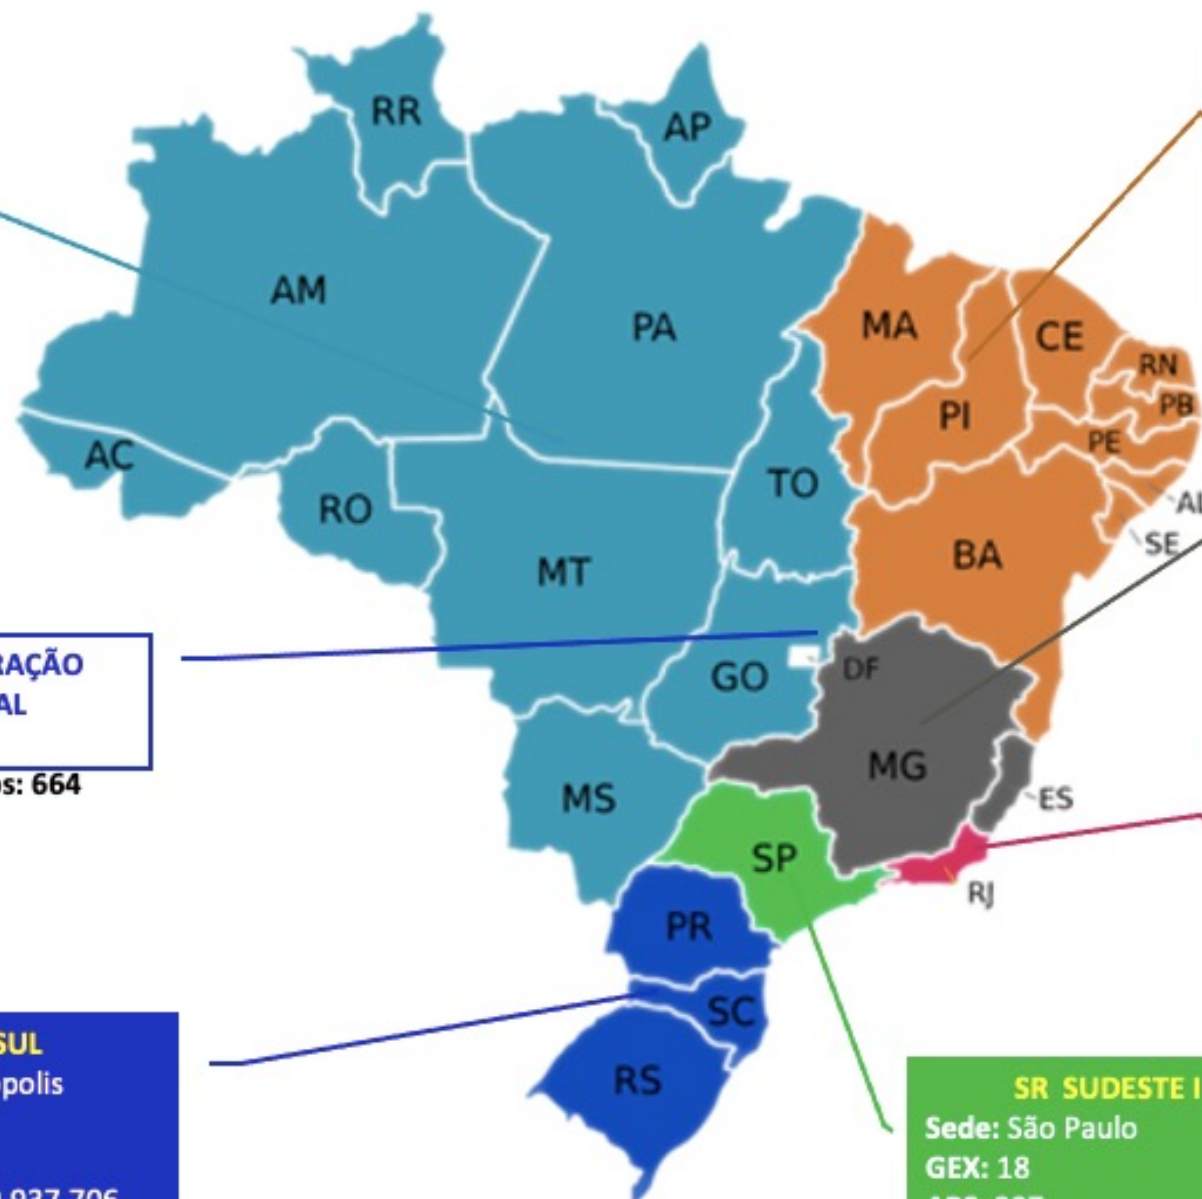 RR
AP
AM
PA
MA
CE
RN
PI
PB
PE
AC
TO
RO
AL
SE
BA
MT
RAÇÃO
AL
GO
DF
s: 664
MG
MS
ES
SP
RJ
PR
SC
SUL
polis
RS
SR SUDESTE I
Sede: São Paulo
GEX: 18